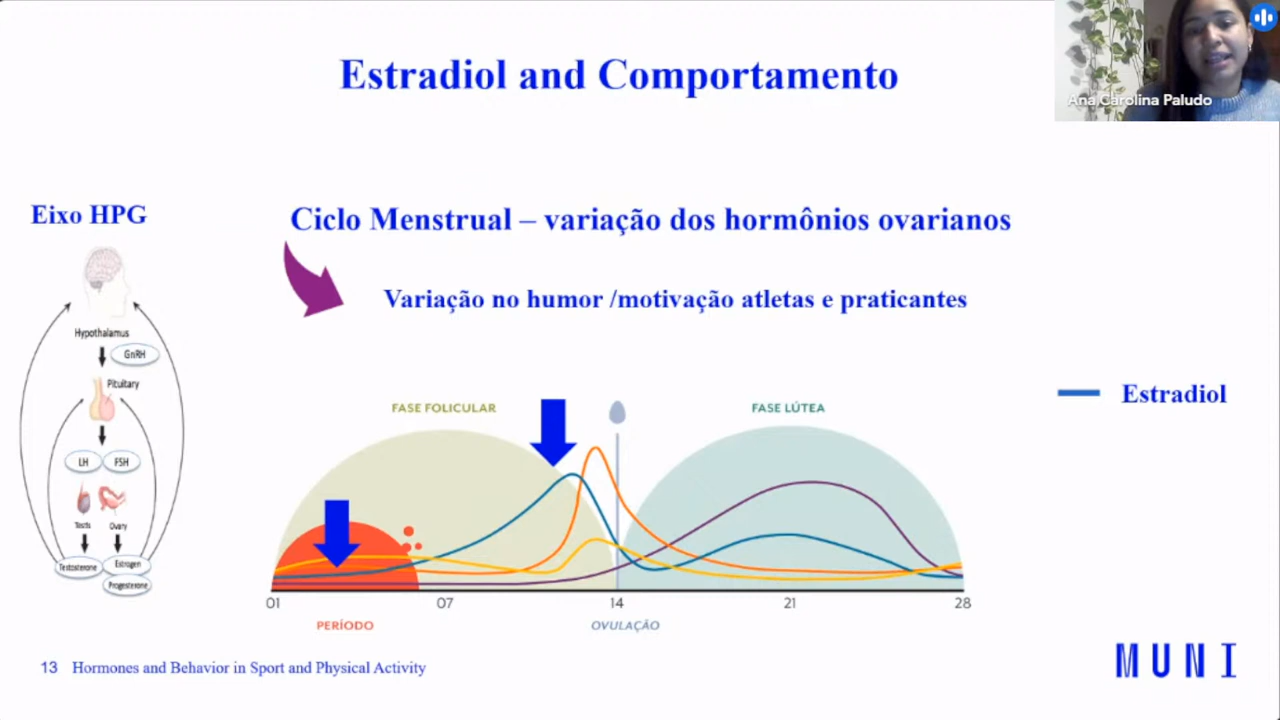 Estradiol and Comportamento
Ana Carolina Paludo
Eixo HPG
Ciclo Menstrual – variação dos hormônios ovarianos
Variação no humor /motivação atletas e praticantes
Hypothalamus
GnRH
Pituitary
LH
FSH
Testis
Ovary
Testosterone
Estrogen
Progesterone
FASE FOLICULAR
FASE LÚTEA
Estradiol
01
07
14
21
28
PERÍODO
OVULAÇÃO
13 Hormones and Behavior in Sport and Physical Activity
MUNI